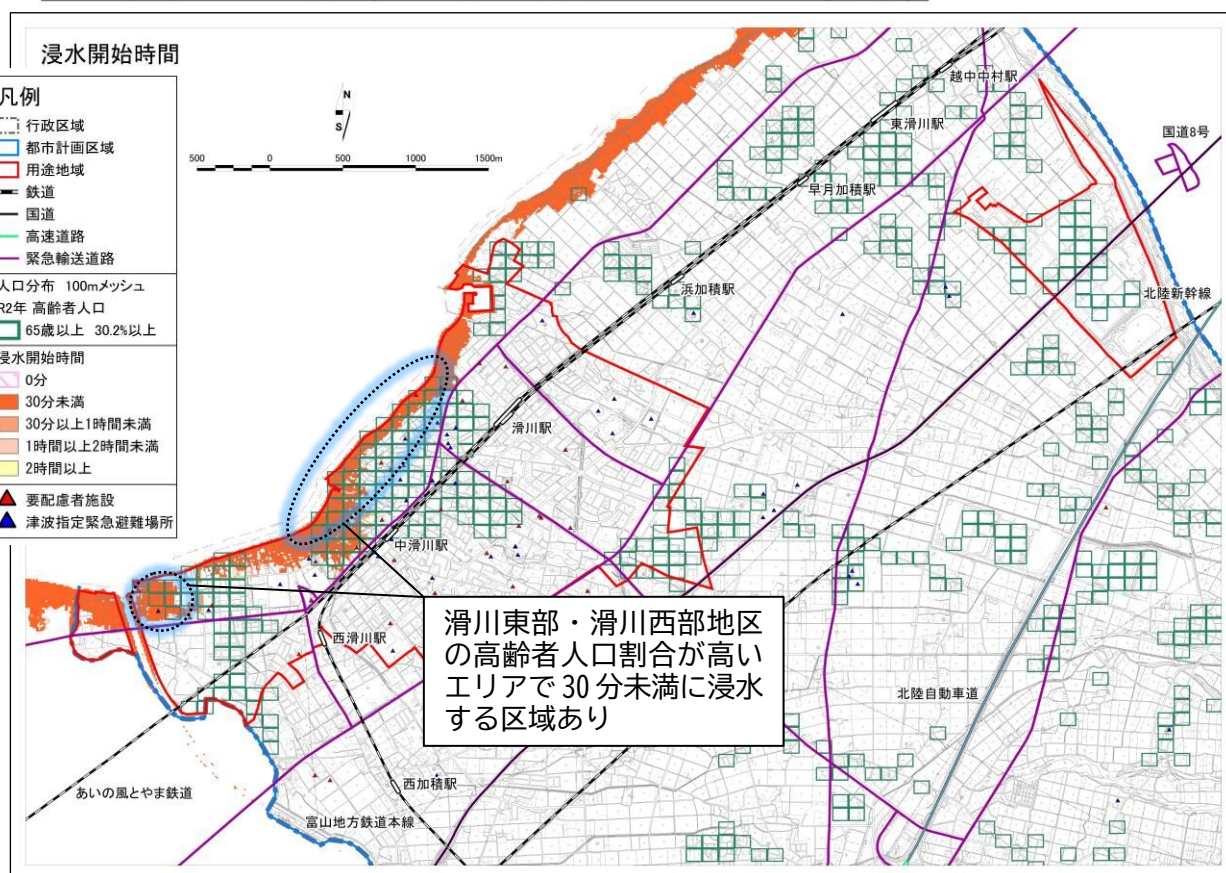 浸水開始時間
凡例
行政区域
都市計画区域
用途地域
鉄道
国道
高速道路
緊急輸送道路
人口分布 100mメッシュ
R2年 高齢者人口
65歳以上 30.2%以上
浸水開始時間
0分
30分未満
30分以上1時間未満
1時間以上2時間未満
2時間以上
要配慮者施設
津波指定緊急避難場所
N
S
500 0 500 1000 1500m
越中中村駅
東滑川駅
国道8号
早月加積駅
浜加積駅
北陸新幹線
滑川駅
中滑川駅
西滑川駅
滑川東部・滑川西部地区
の高齢者人口割合が高い
エリアで30分未満に浸水
する区域あり
北陸自動車道
西加積駅
あいの風とやま鉄道
富山地方鉄道本線